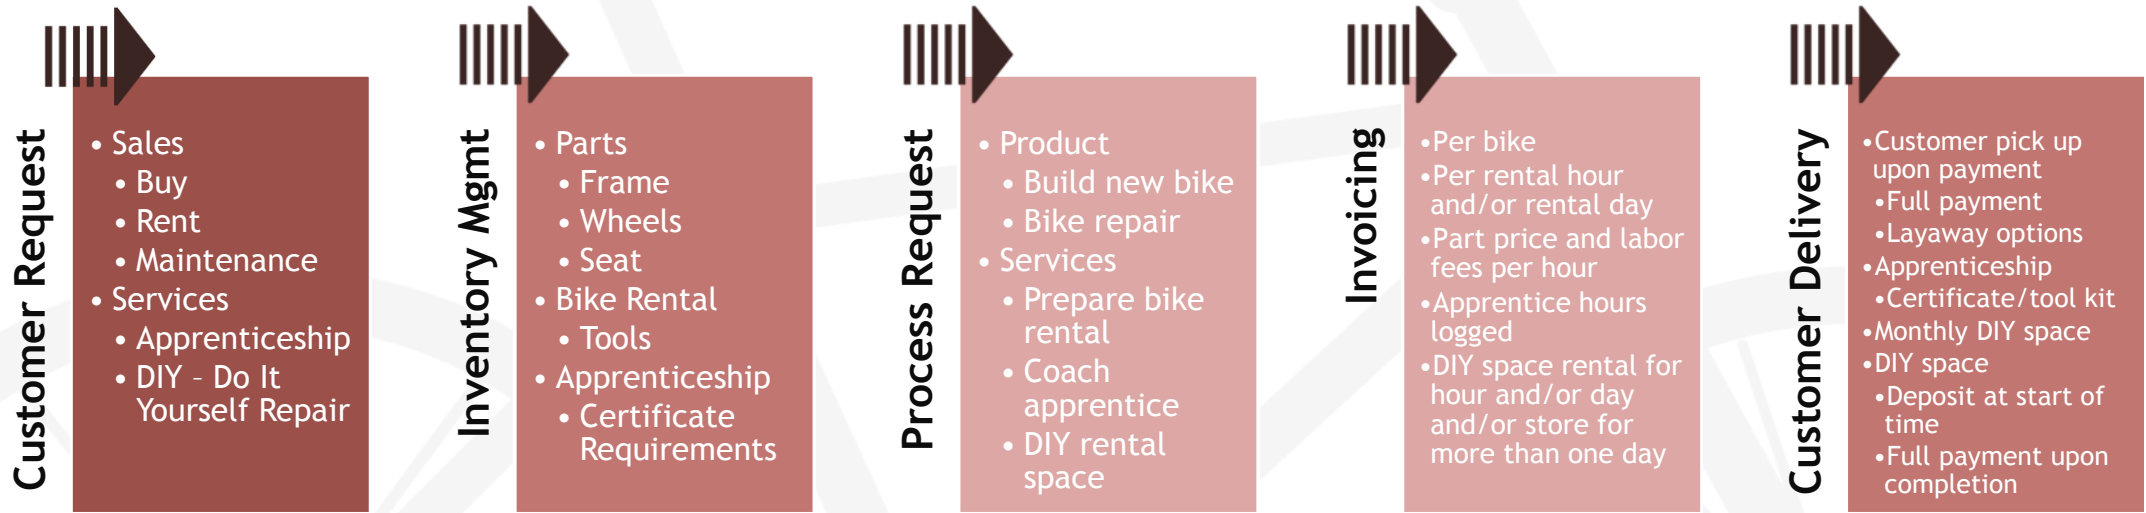 Customer Request
• Sales
• Buy
• Rent
• Maintenance
• Services
• Apprenticeship
• DIY – Do It
Yourself Repair
Inventory Mgmt
• Parts
• Frame
• Wheels
• Seat
• Bike Rental
• Tools
• Apprenticeship
• Certificate
Requirements
Process Request
• Product
• Build new bike
• Bike repair
• Services
• Prepare bike
rental
• Coach
apprentice
• DIY rental
space
Invoicing
•Per bike
•Per rental hour
and/or rental day
•Part price and labor
fees per hour
•Apprentice hours
logged
•DIY space rental for
hour and/or day
and/or store for
more than one day
Customer Delivery
•Customer pick up
upon payment
•Full payment
•Layaway options
•Apprenticeship
•Certificate/tool kit
•Monthly DIY space
•DIY space
•Deposit at start of
time
•Full payment upon
completion